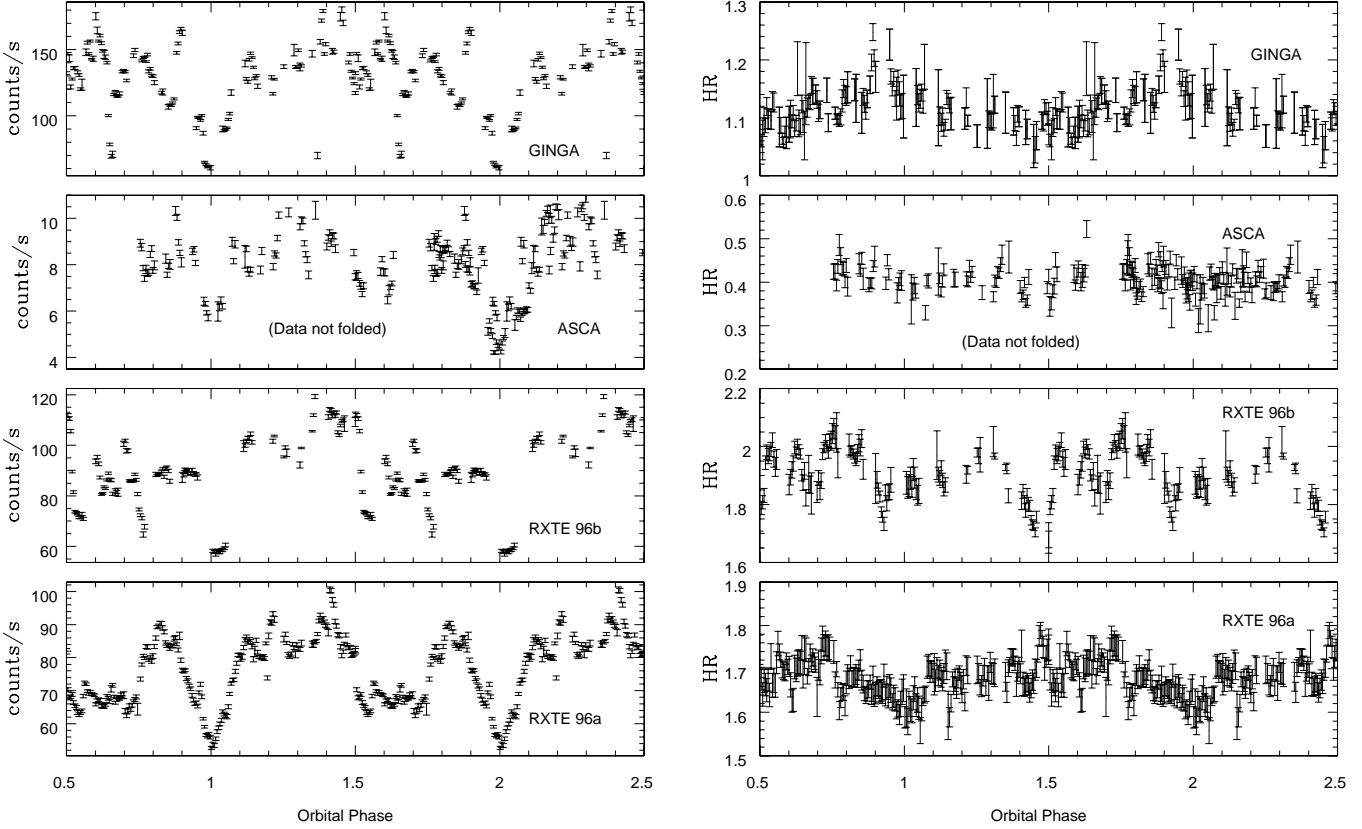 150
100
counts/s
GINGA
10
8
6
4
counts/s
(Data not folded)
ASCA
120
100
80
60
counts/s
RXTE 96b
100
90
80
70
60
counts/s
RXTE 96a
0.5 1 1.5 2 2.5
Orbital Phase
1.3
1.2
1.1
1
HR
GINGA
0.6
0.5
0.4
0.3
0.2
HR
ASCA
(Data not folded)
2.2
2
1.9
1.8
1.6
HR
RXTE 96b
1.9
1.8
1.7
1.6
1.5
HR
RXTE 96a
0.5 1 1.5 2 2.5
Orbital Phase